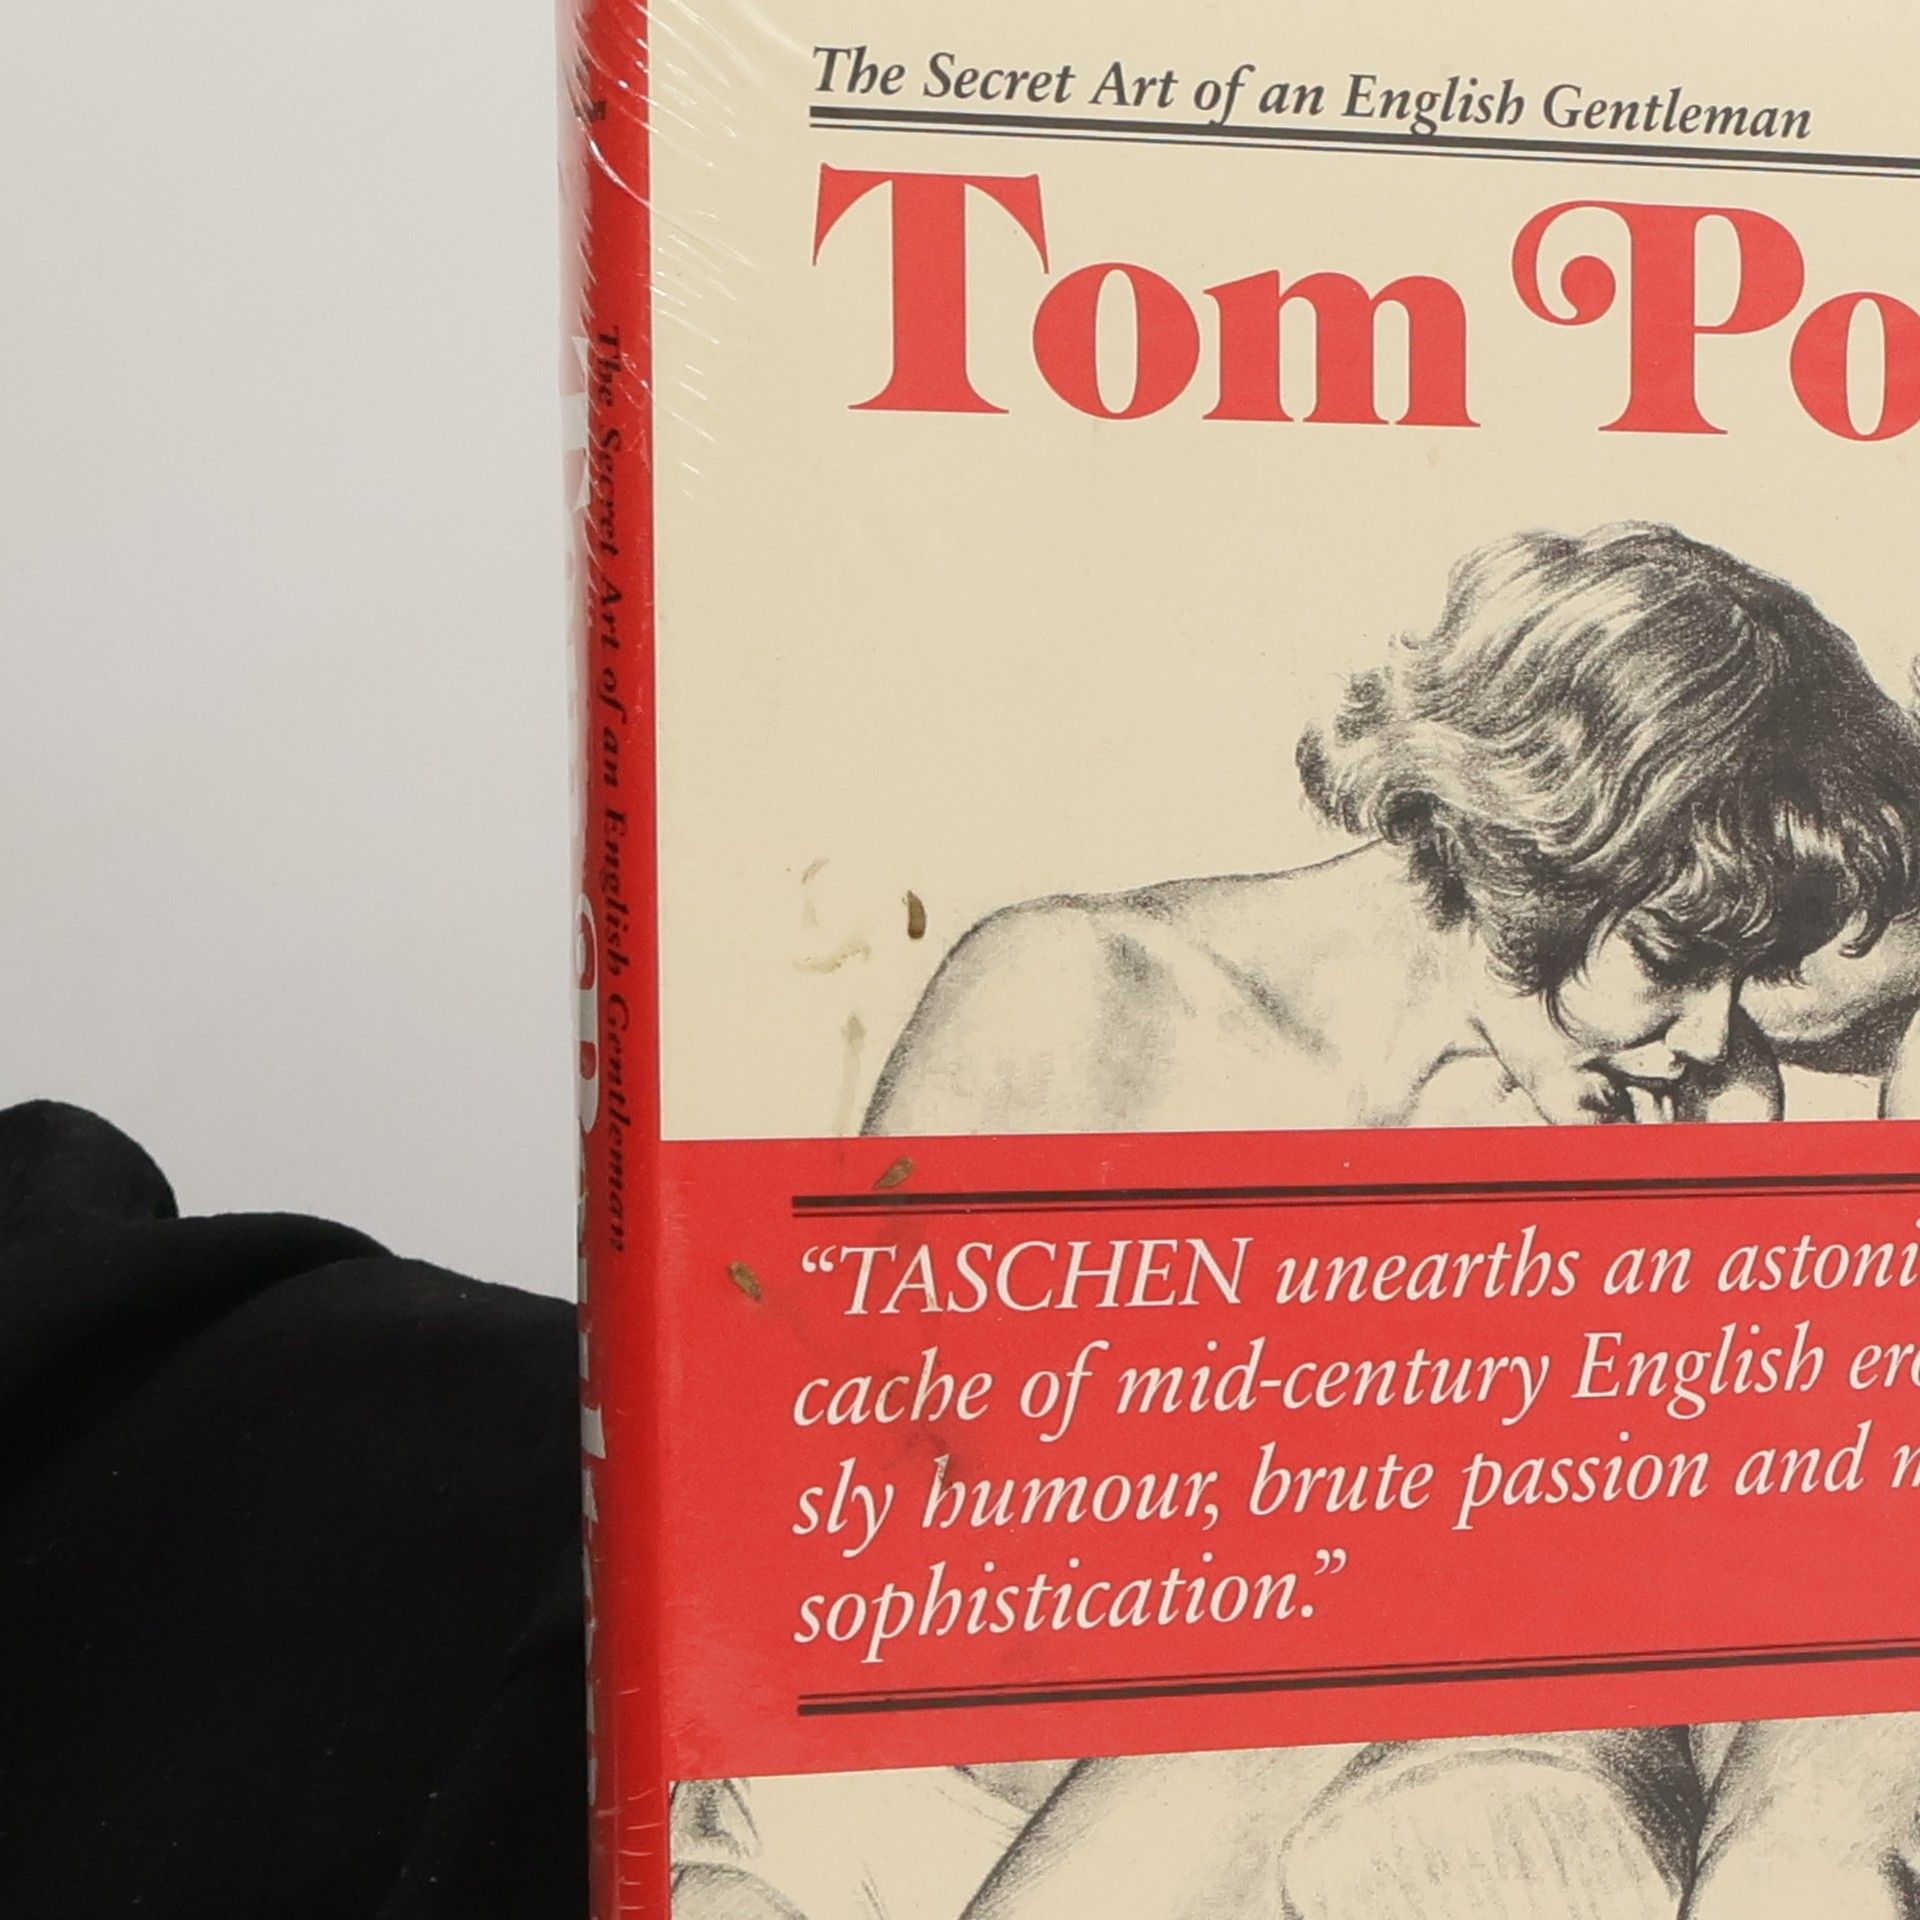 The Secret Art of an English Gentleman
Tom Po
"TASCHEN unearths an astoni
cache of mid-century English ero
sly humour, brute passion and m
sophistication."
The Secret Art of an English Gentleman